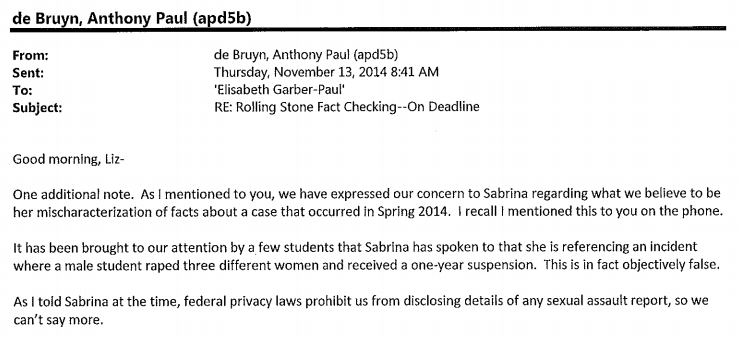 de Bruyn, Anthony Paul (apd5b)
From: de Bruyn, Anthony Paul (apd5b)
Sent: Thursday, November 13, 2014 8:41 AM
To: 'Elisabeth Garber-Paul'
Subject: RE: Rolling Stone Fact Checking--On Deadline
Good morning, Liz-
One additional note.  As I mentioned to you, we have expressed our concern to Sabrina regarding what we believe to be
her mischaracterization of facts about a case that occurred in Spring 2014.  I recall I mentioned this to you on the phone.
It has been brought to our attention by a few students that Sabrina has spoken to that she is referencing an incident
where a male student raped three different women and received a one-year suspension.  This is in fact objectively false.
As I told Sabrina at the time, federal privacy laws prohibit us from disclosing details of any sexual assault report, so we
can't say more.